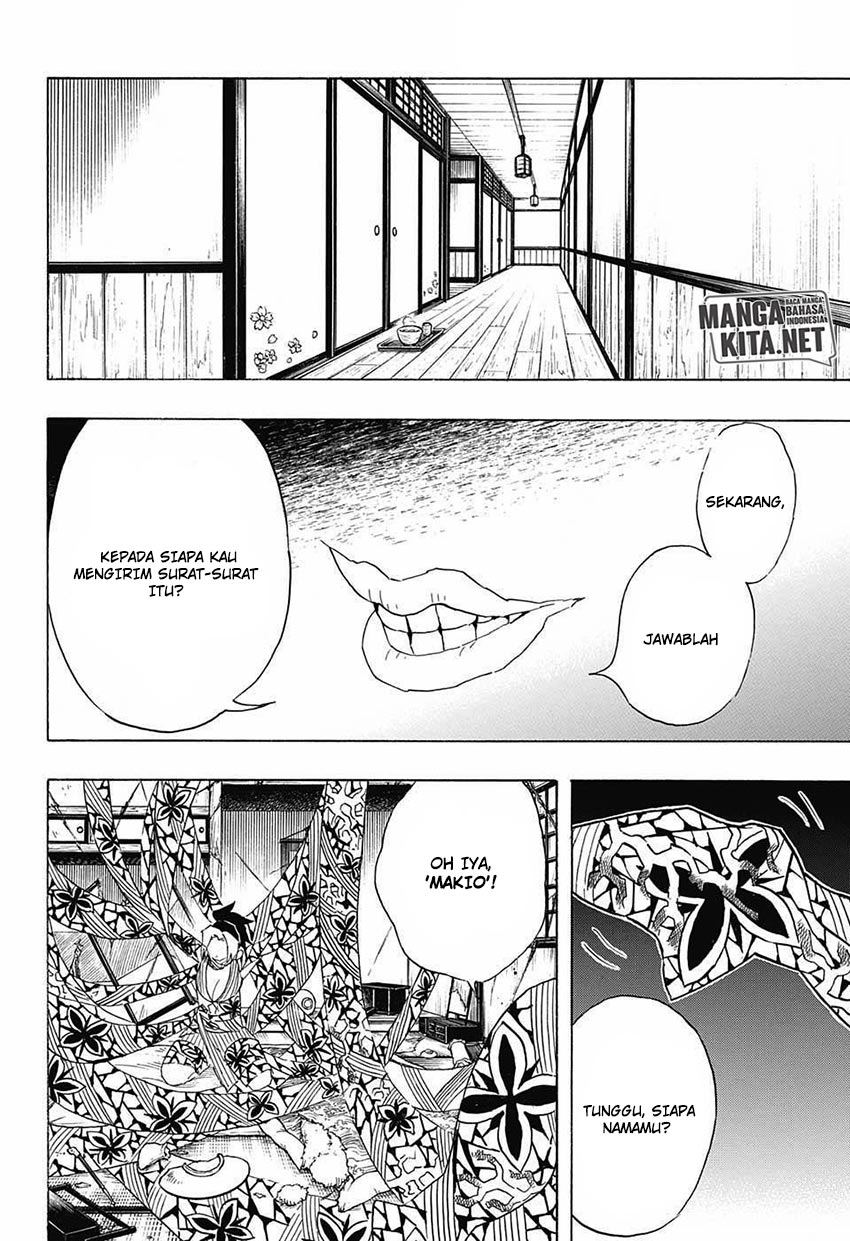 MANGA
KITA.NET
BACA MANGA
BAHASA
INDONESIA
SEKARANG,
JAWABLAH
KEPADA SIAPA KAU
MENGIRIM SURAT-SURAT
ITU?
TUNGGU, SIAPA
NAMAMU?
OH IYA,
'MAKIO'!